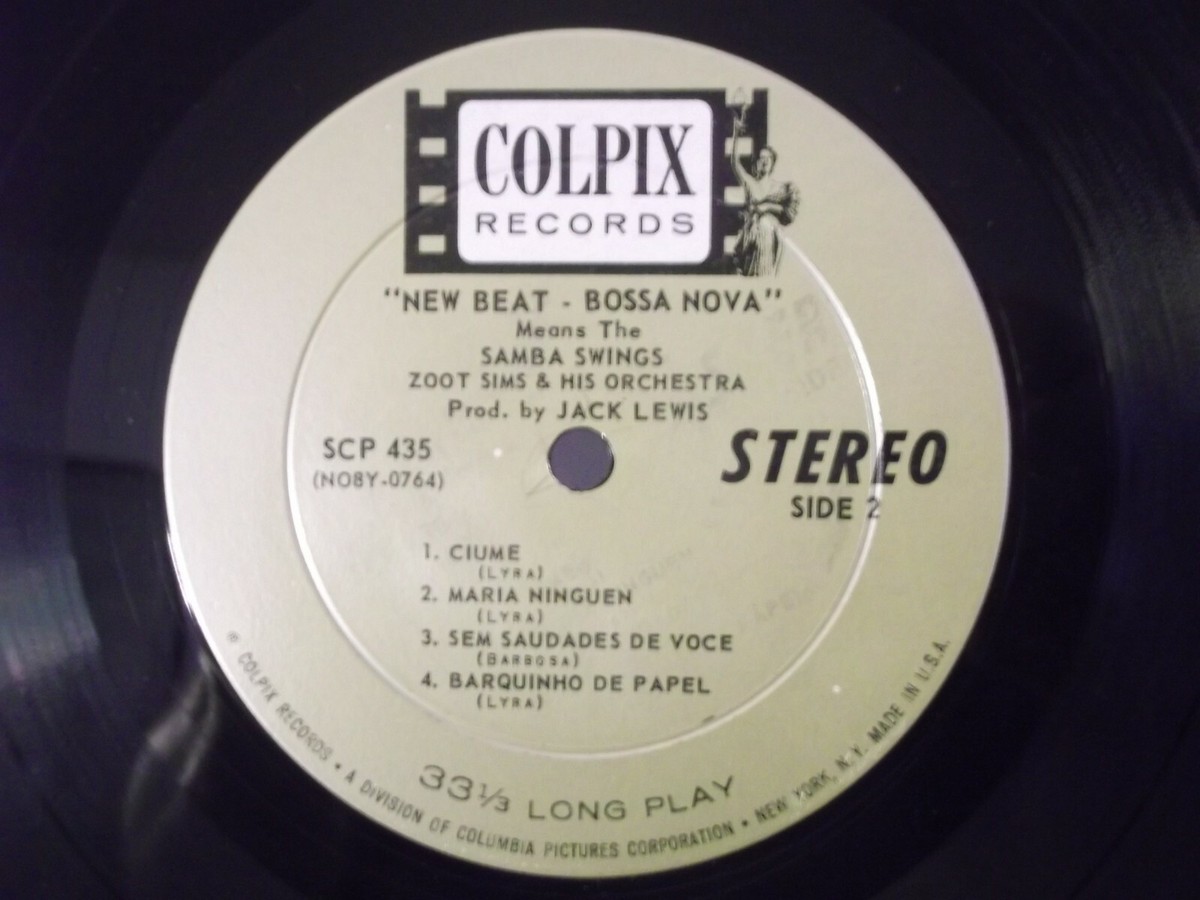 COLPIX
RECORDS
"NEW BEAT - BOSSA NOVA"
Means The
SAMBA SWINGS
ZOOT SIMS & HIS ORCHESTRA
Prod. by JACK LEWIS
SCP 435
(NO8Y-0764)
STEREO
SIDE 2
1. CIUME
(LYRA)
2. MARIA NINGUEN
(LYRA)
3. SEM SAUDADES DE VOCE
(BARBOSA)
4. BARQUINHO DE PAPEL
(LYRA)
33⅓ LONG PLAY
COLPIX RECORDS • A DIVISION OF COLUMBIA PICTURES CORPORATION • NEW YORK, N.Y. MADE IN U.S.A.